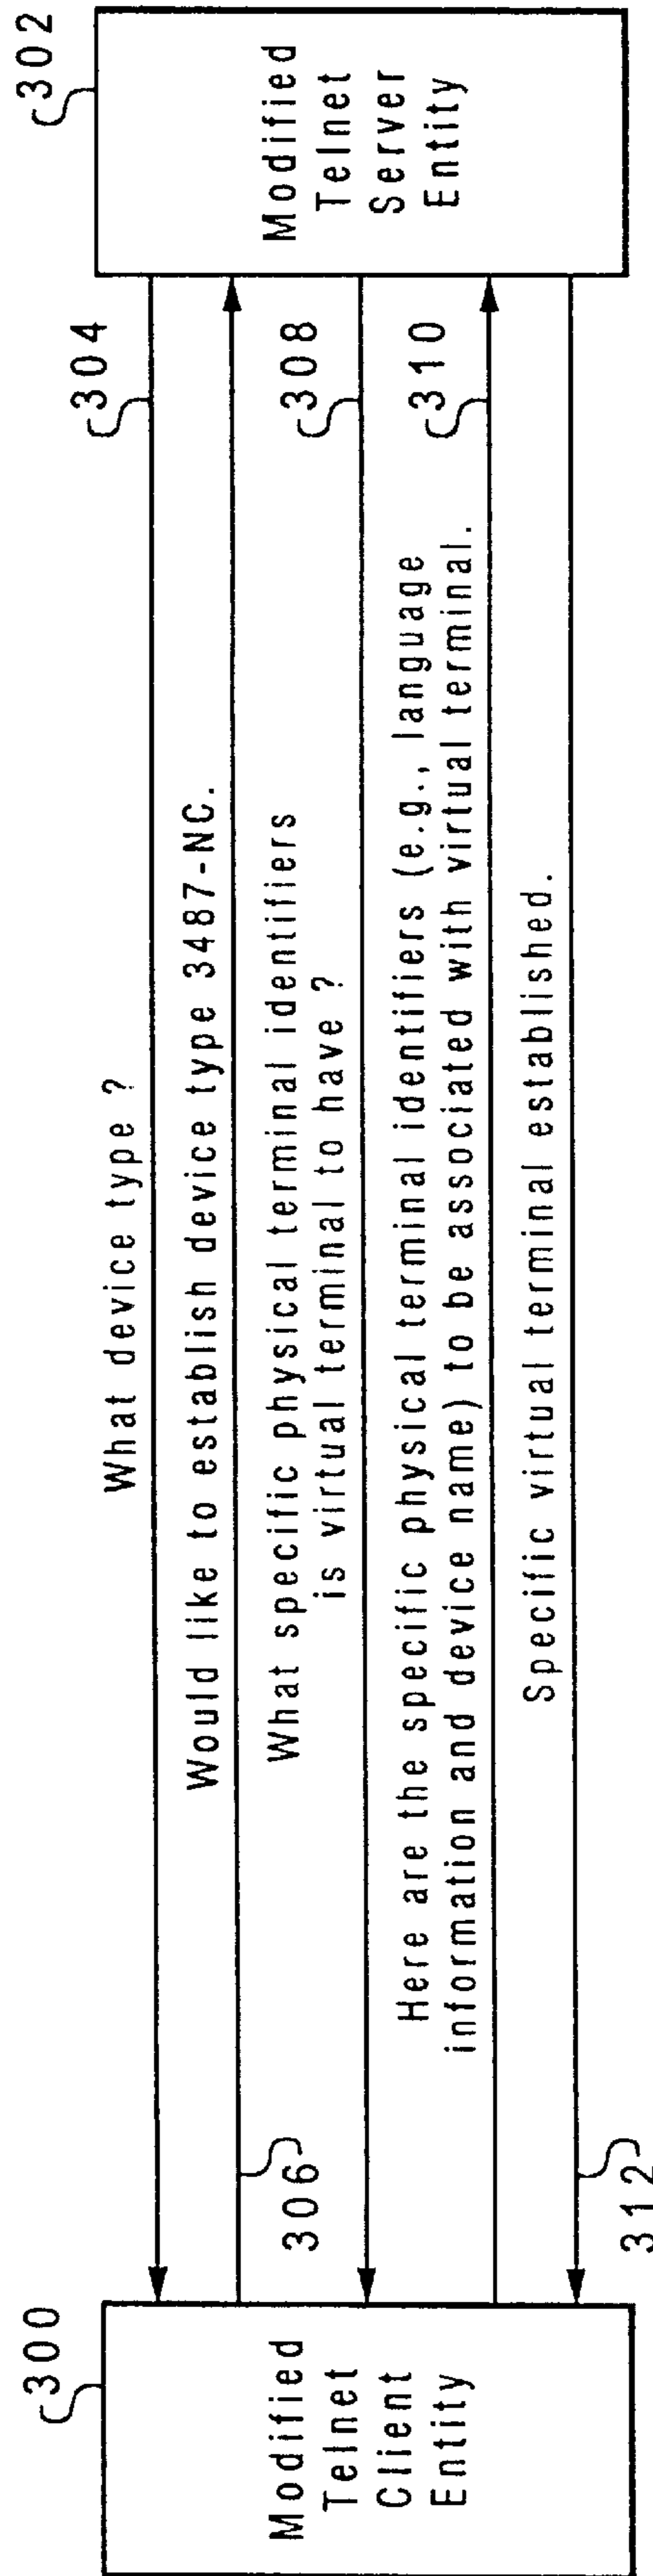 300
Modified
Telnet
Client
Entity
302
Modified
Telnet
Server
Entity
What device type ?
304
Would like to establish device type 3487-NC.
306
What specific physical terminal identifiers
is virtual terminal to have ?
308
Here are the specific physical terminal identifiers (e.g., language
information and device name) to be associated with virtual terminal.
310
Specific virtual terminal established.
312